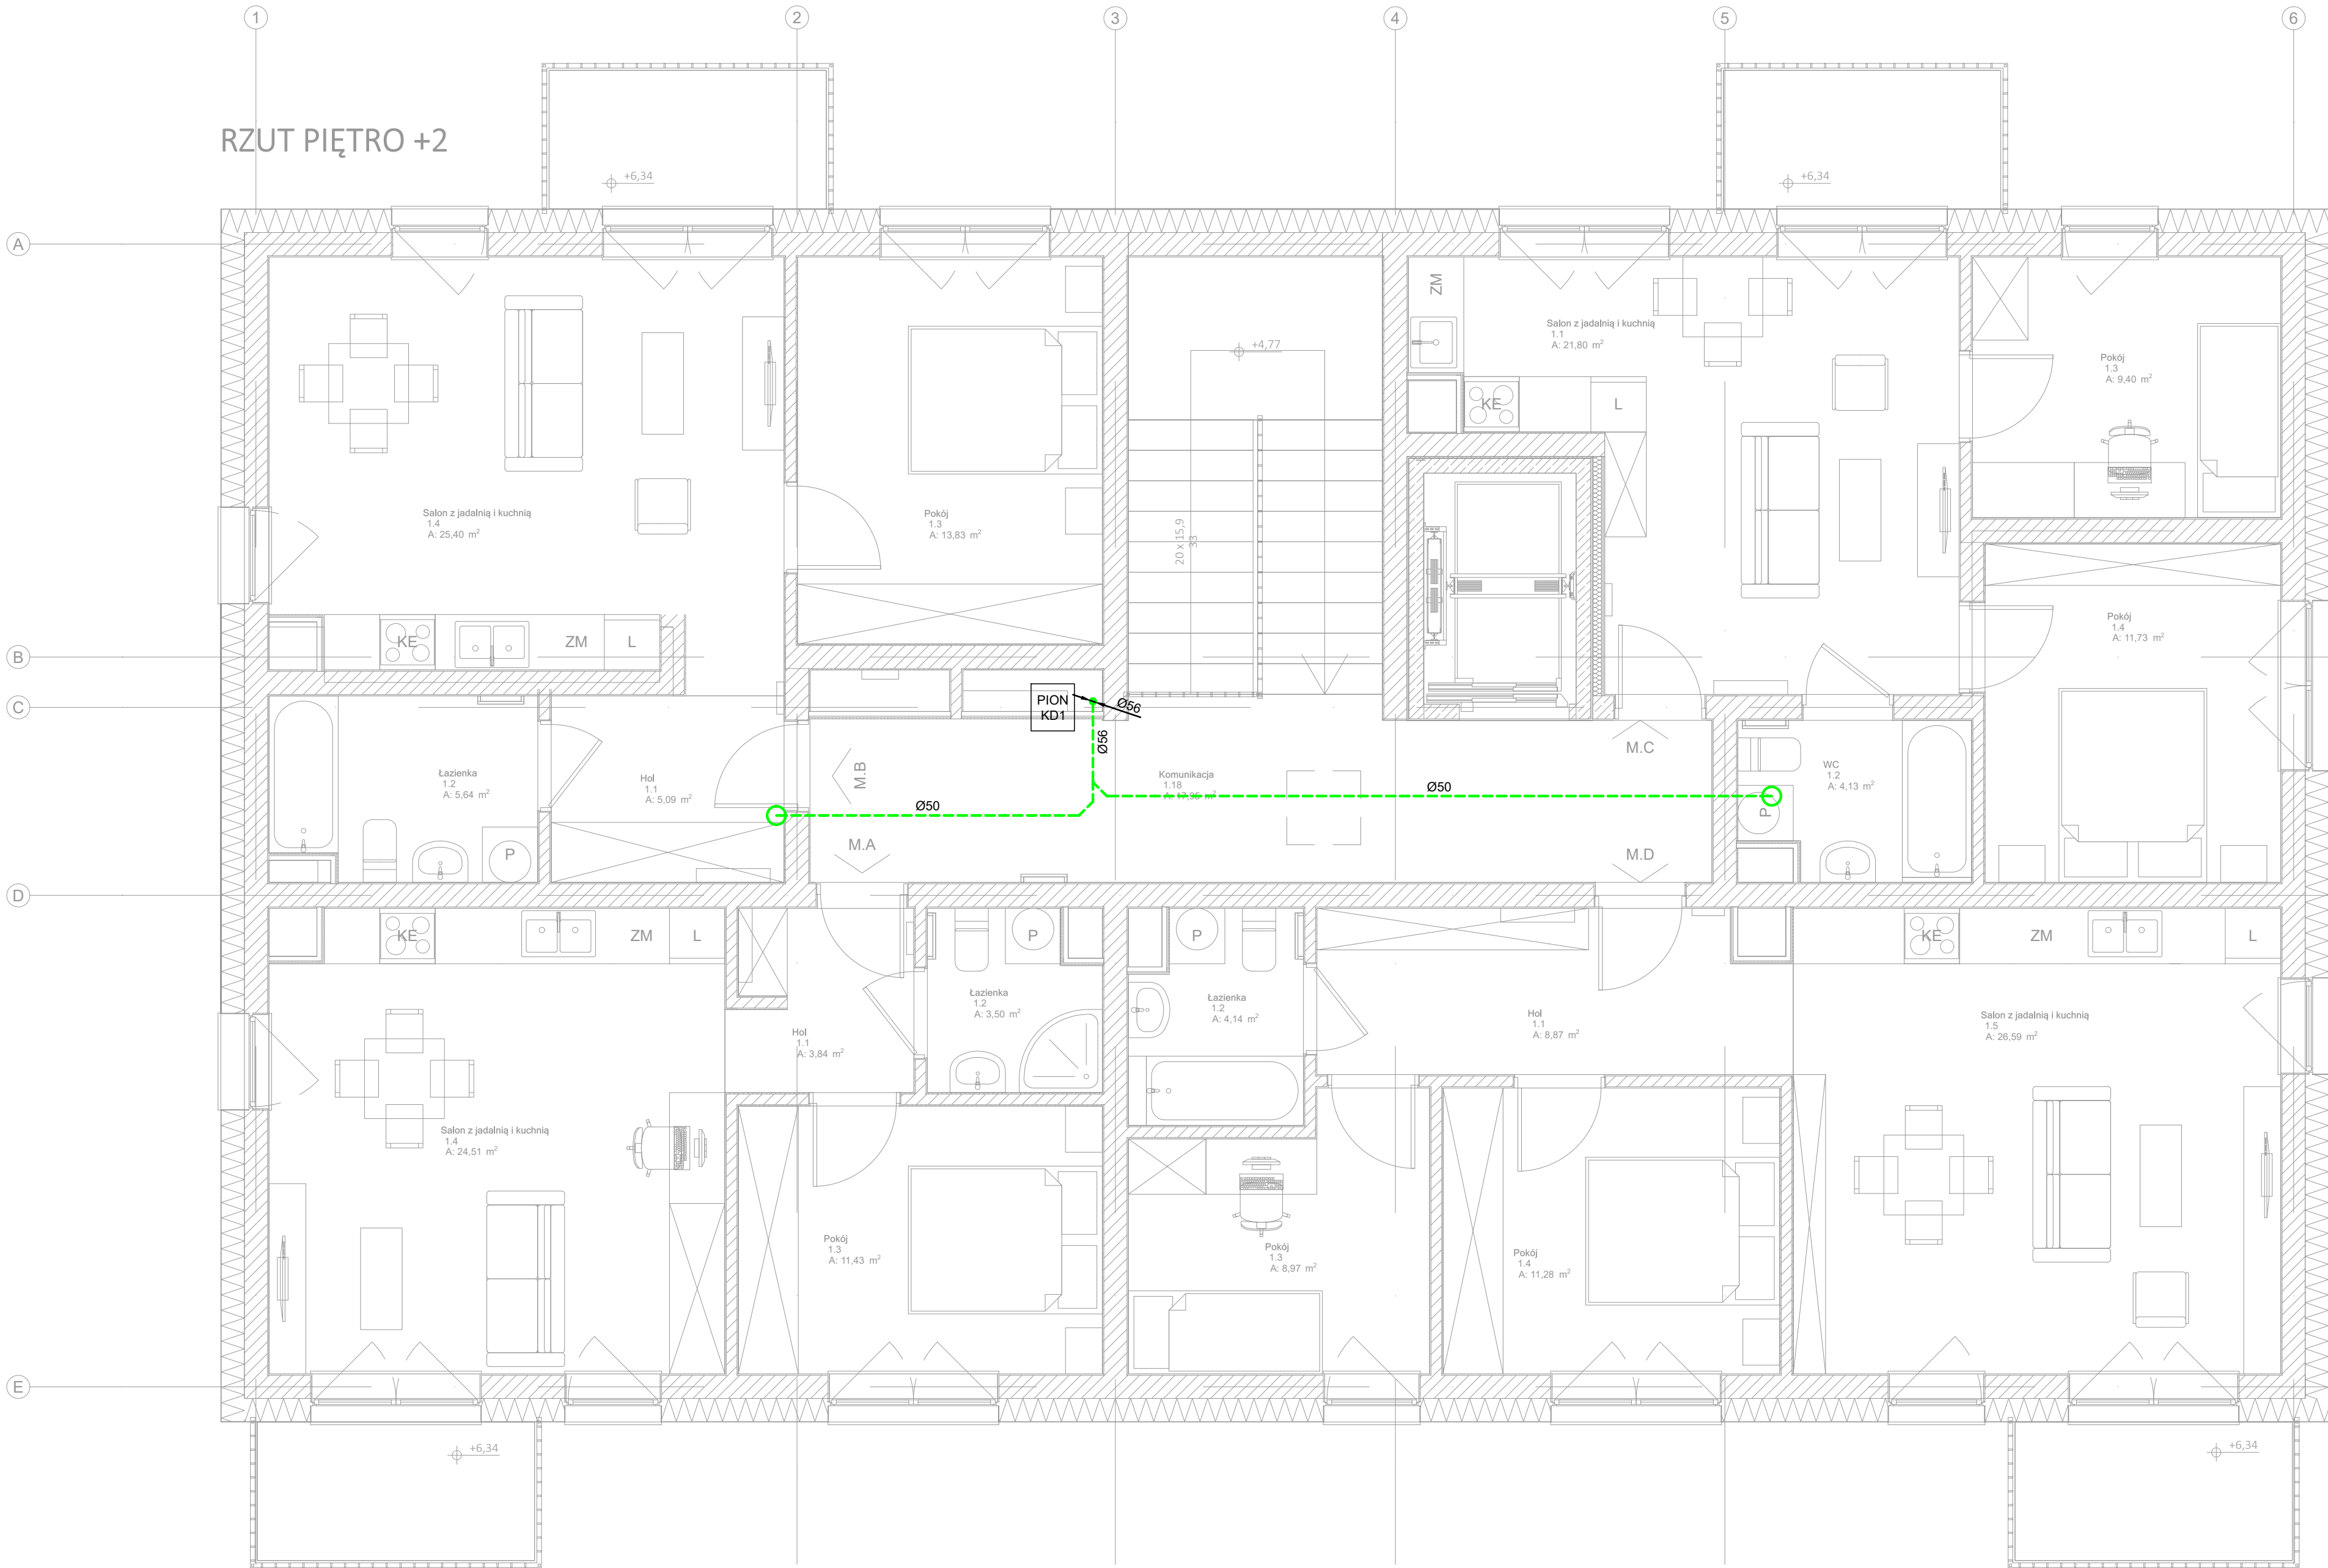 1
2
3
4
5
6
RZUT PIĘTRO +2
+6,34
+6,34
A
ZM
+4,77
Salon z jadalnią i kuchnią
1.1
A: 21,80 m²
Pokój
1.3
A: 9,40 m²
KE
L
Salon z jadalnią i kuchnią
1.4
A: 25,40 m²
Pokój
1.3
A: 13,83 m²
20 x 15,9
33
Pokój
1.4
A: 11,73 m²
B
KE
ZM
L
C
PION
KD1
Ø56
Ø56
M.C
Łazienka
1.2
A: 5,64 m²
Hol
1.1
A: 5,09 m²
M.B
Komunikacja
1.18
A: 17,35 m²
WC
1.2
A: 4,13 m²
Ø50
Ø50
P
P
M.A
M.D
D
KE
ZM
L
P
P
KE
ZM
L
Łazienka
1.2
A: 3,50 m²
Łazienka
1.2
A: 4,14 m²
Hol
1.1
A: 3,84 m²
Hol
1.1
A: 8,87 m²
Salon z jadalnią i kuchnią
1.5
A: 26,59 m²
Salon z jadalnią i kuchnią
1.4
A: 24,51 m²
Pokój
1.3
A: 11,43 m²
Pokój
1.3
A: 8,97 m²
Pokój
1.4
A: 11,28 m²
E
+6,34
+6,34